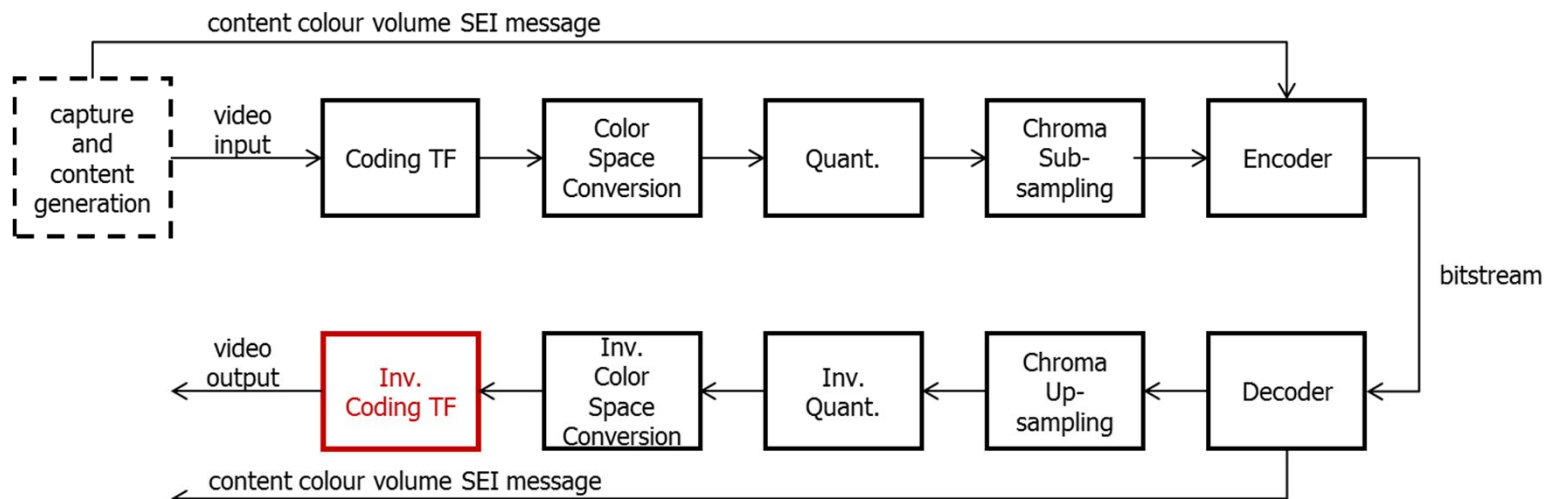 content colour volume SEI message
capture
and
content
generation
video
input
Coding TF
Color
Space
Conversion
Quant.
Chroma
Sub-
sampling
Encoder
bitstream
video
output
Inv.
Coding TF
Inv.
Color
Space
Conversion
Inv.
Quant.
Chroma
Up-
sampling
Decoder
content colour volume SEI message